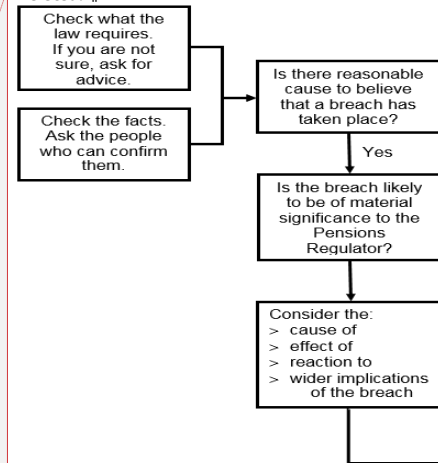 Check what the
law requires.
If you are not
sure, ask for
advice.
Check the facts.
Ask the people
who can confirm
them.
Is there reasonable
cause to believe
that a breach has
taken place?
Yes
Is the breach likely
to be of material
significance to the
Pensions
Regulator?
Consider the:
> cause of
> effect of
> reaction to
> wider implications
of the breach